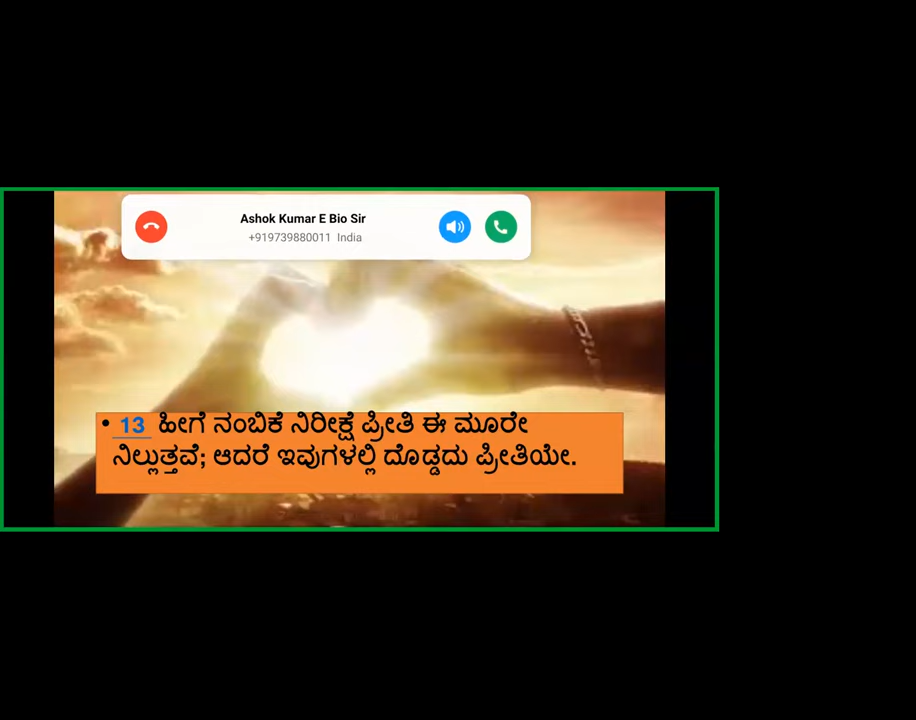 Ashok Kumar E Bio Sir
+919739880011 India
• 13 ಹೀಗೆ ನಂಬಿಕೆ ನಿರೀಕ್ಷೆ ಪ್ರೀತಿ ಈ ಮೂರೇ
ನಿಲ್ಲುತ್ತವೆ; ಆದರೆ ಇವುಗಳಲ್ಲಿ ದೊಡ್ಡದು ಪ್ರೀತಿಯೇ.